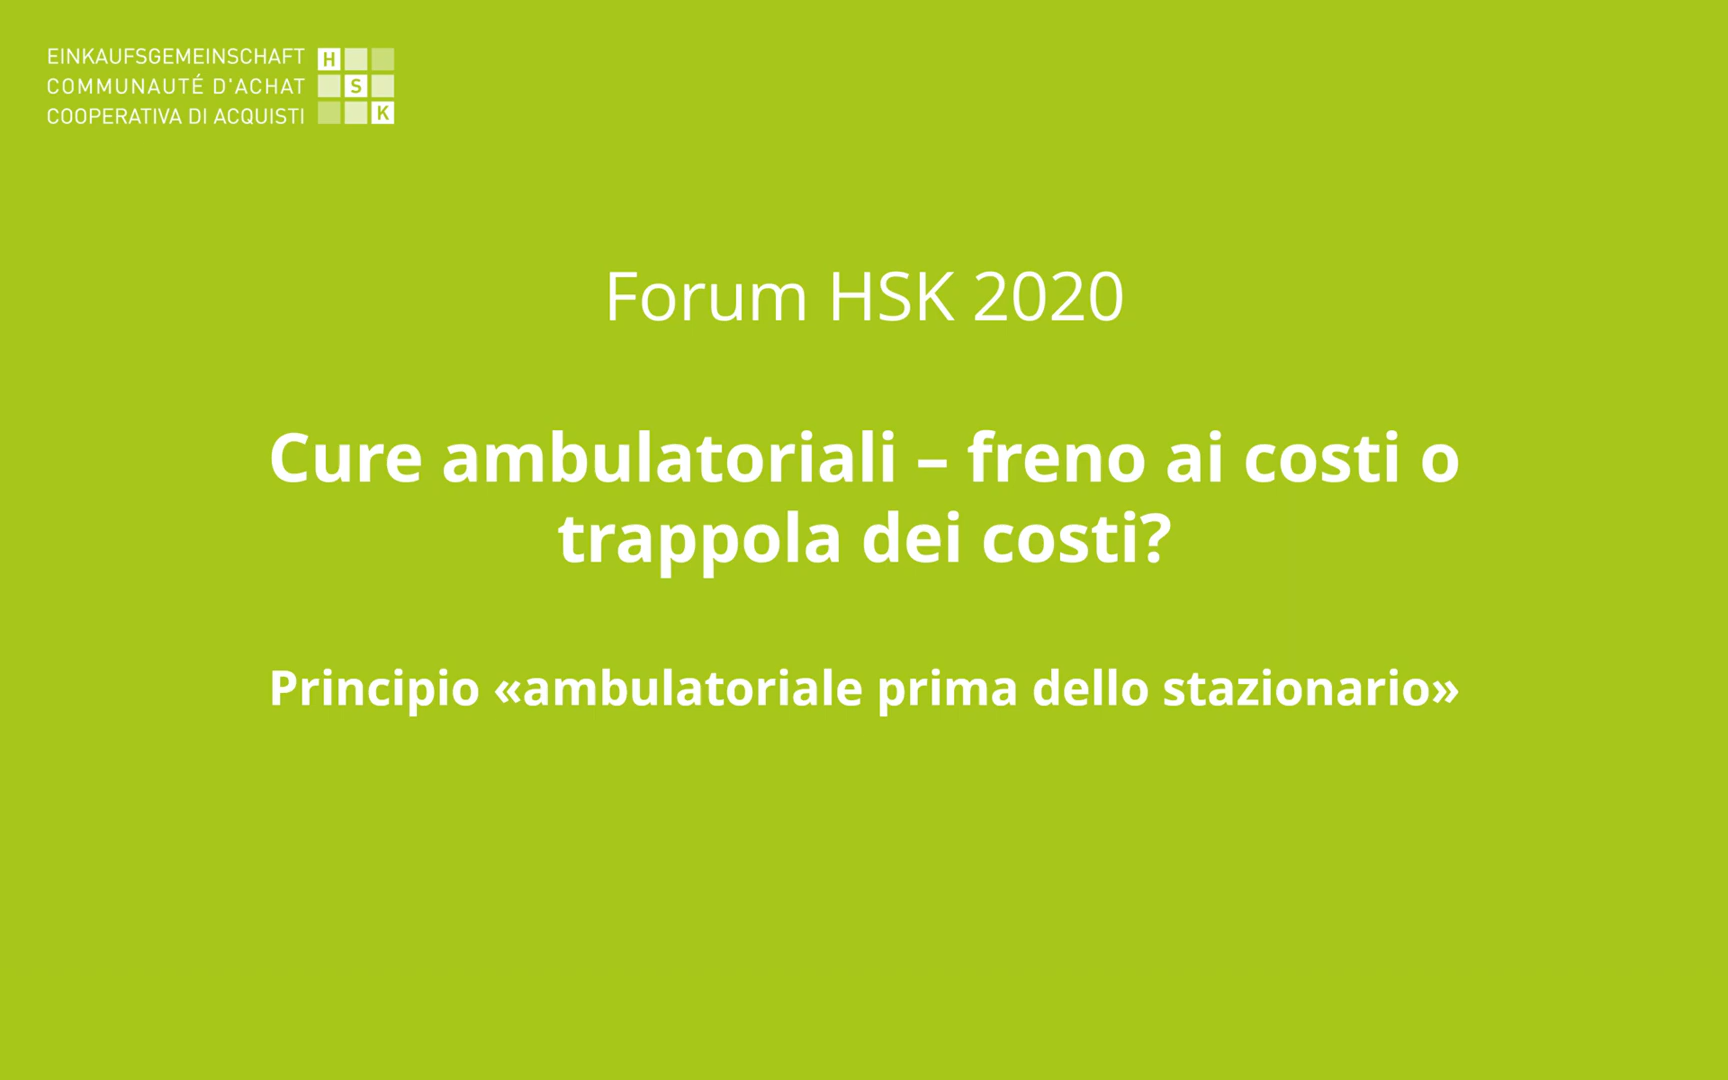 EINKAUFSGEMEINSCHAFT
COMMUNAUTÉ D'ACHAT
COOPERATIVA DI ACQUISTI
H
S
K
Forum HSK 2020
Cure ambulatoriali – freno ai costi o
trappola dei costi?
Principio «ambulatoriale prima dello stazionario»